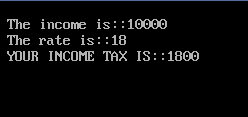 The income is::10000
The rate is::18
YOUR INCOME TAX IS::1800